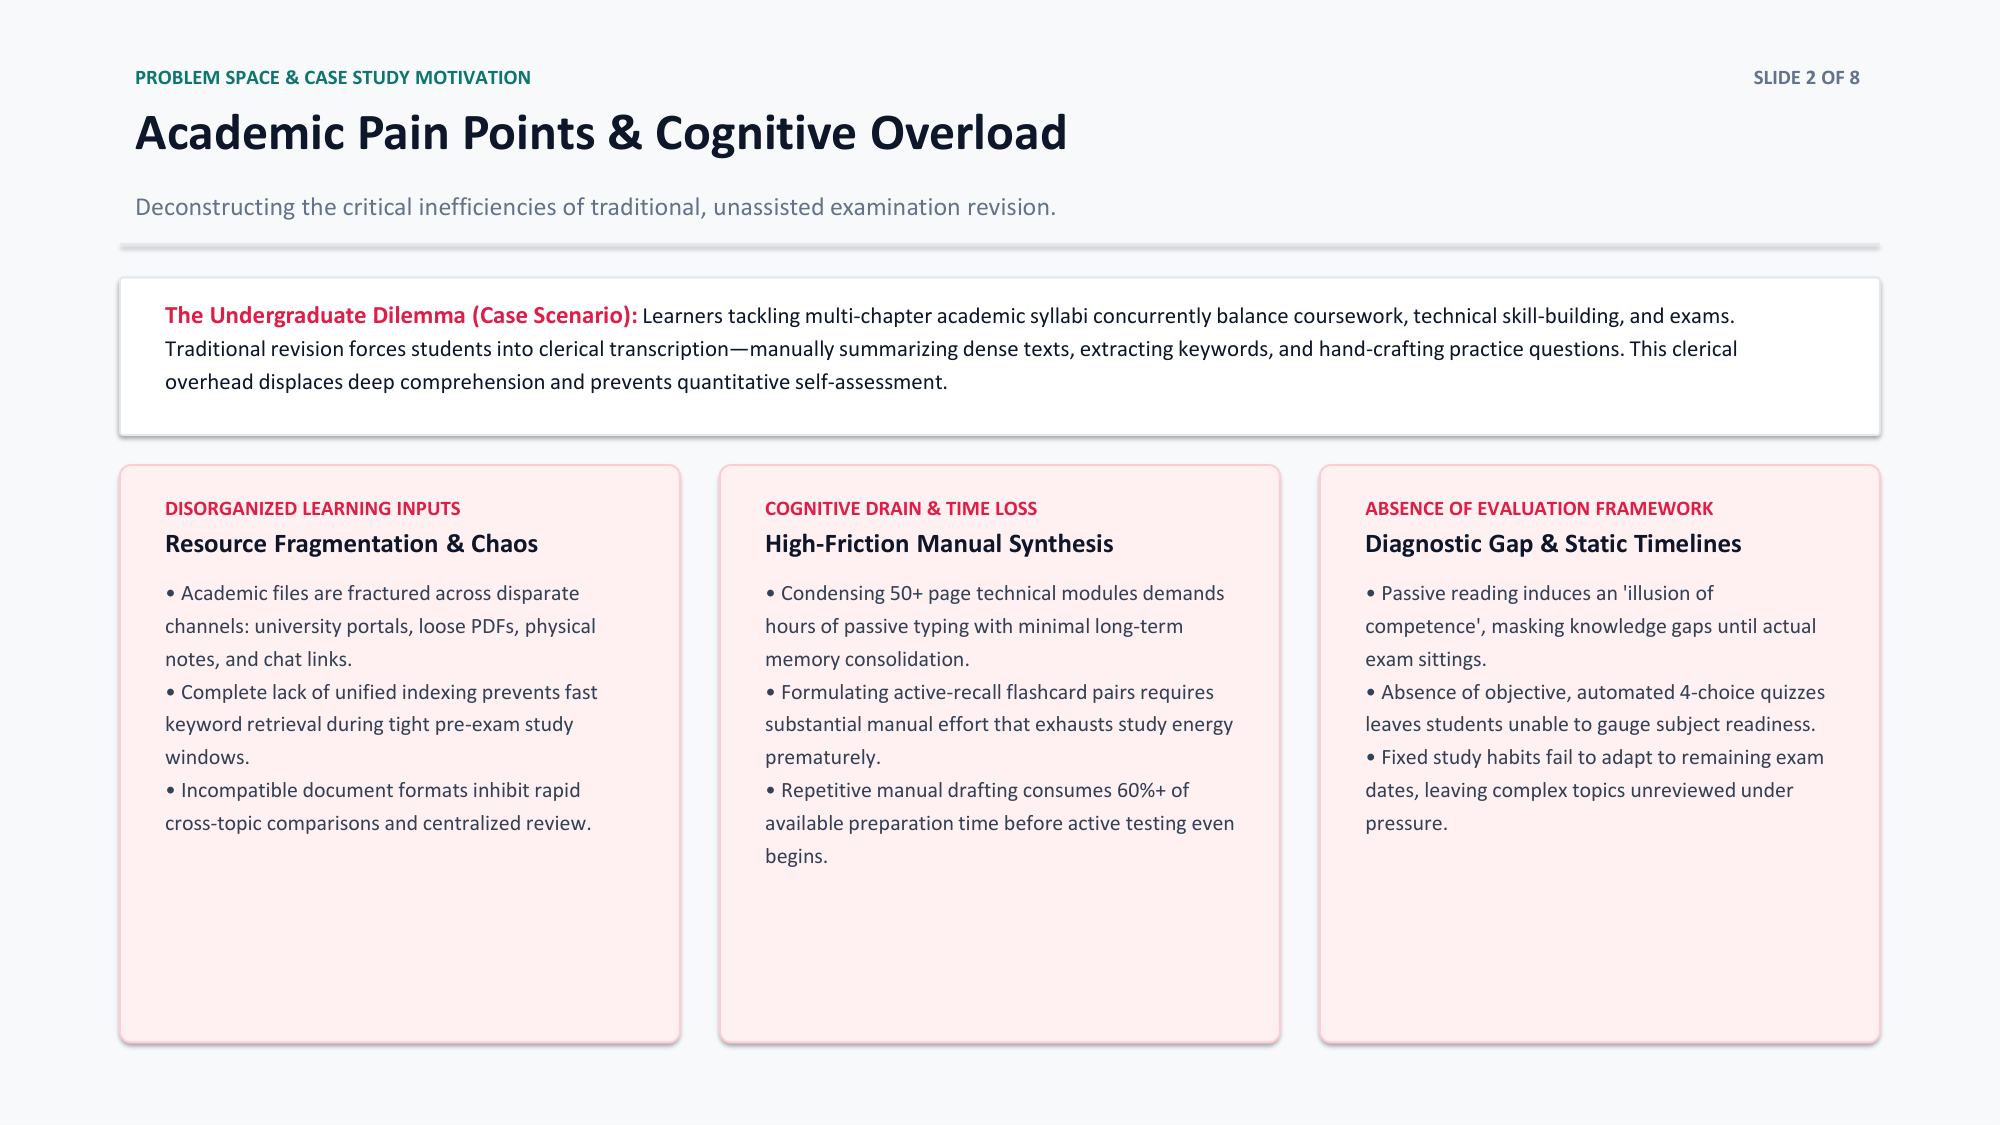 PROBLEM SPACE & CASE STUDY MOTIVATION
SLIDE 2 OF 8
Academic Pain Points & Cognitive Overload
Deconstructing the critical inefficiencies of traditional, unassisted examination revision.
The Undergraduate Dilemma (Case Scenario): Learners tackling multi-chapter academic syllabi concurrently balance coursework, technical skill-building, and exams.
Traditional revision forces students into clerical transcription—manually summarizing dense texts, extracting keywords, and hand-crafting practice questions. This clerical
overhead displaces deep comprehension and prevents quantitative self-assessment.
DISORGANIZED LEARNING INPUTS
Resource Fragmentation & Chaos
• Academic files are fractured across disparate
channels: university portals, loose PDFs, physical
notes, and chat links.
• Complete lack of unified indexing prevents fast
keyword retrieval during tight pre-exam study
windows.
• Incompatible document formats inhibit rapid
cross-topic comparisons and centralized review.
COGNITIVE DRAIN & TIME LOSS
High-Friction Manual Synthesis
• Condensing 50+ page technical modules demands
hours of passive typing with minimal long-term
memory consolidation.
• Formulating active-recall flashcard pairs requires
substantial manual effort that exhausts study energy
prematurely.
• Repetitive manual drafting consumes 60%+ of
available preparation time before active testing even
begins.
ABSENCE OF EVALUATION FRAMEWORK
Diagnostic Gap & Static Timelines
• Passive reading induces an 'illusion of
competence', masking knowledge gaps until actual
exam sittings.
• Absence of objective, automated 4-choice quizzes
leaves students unable to gauge subject readiness.
• Fixed study habits fail to adapt to remaining exam
dates, leaving complex topics unreviewed under
pressure.